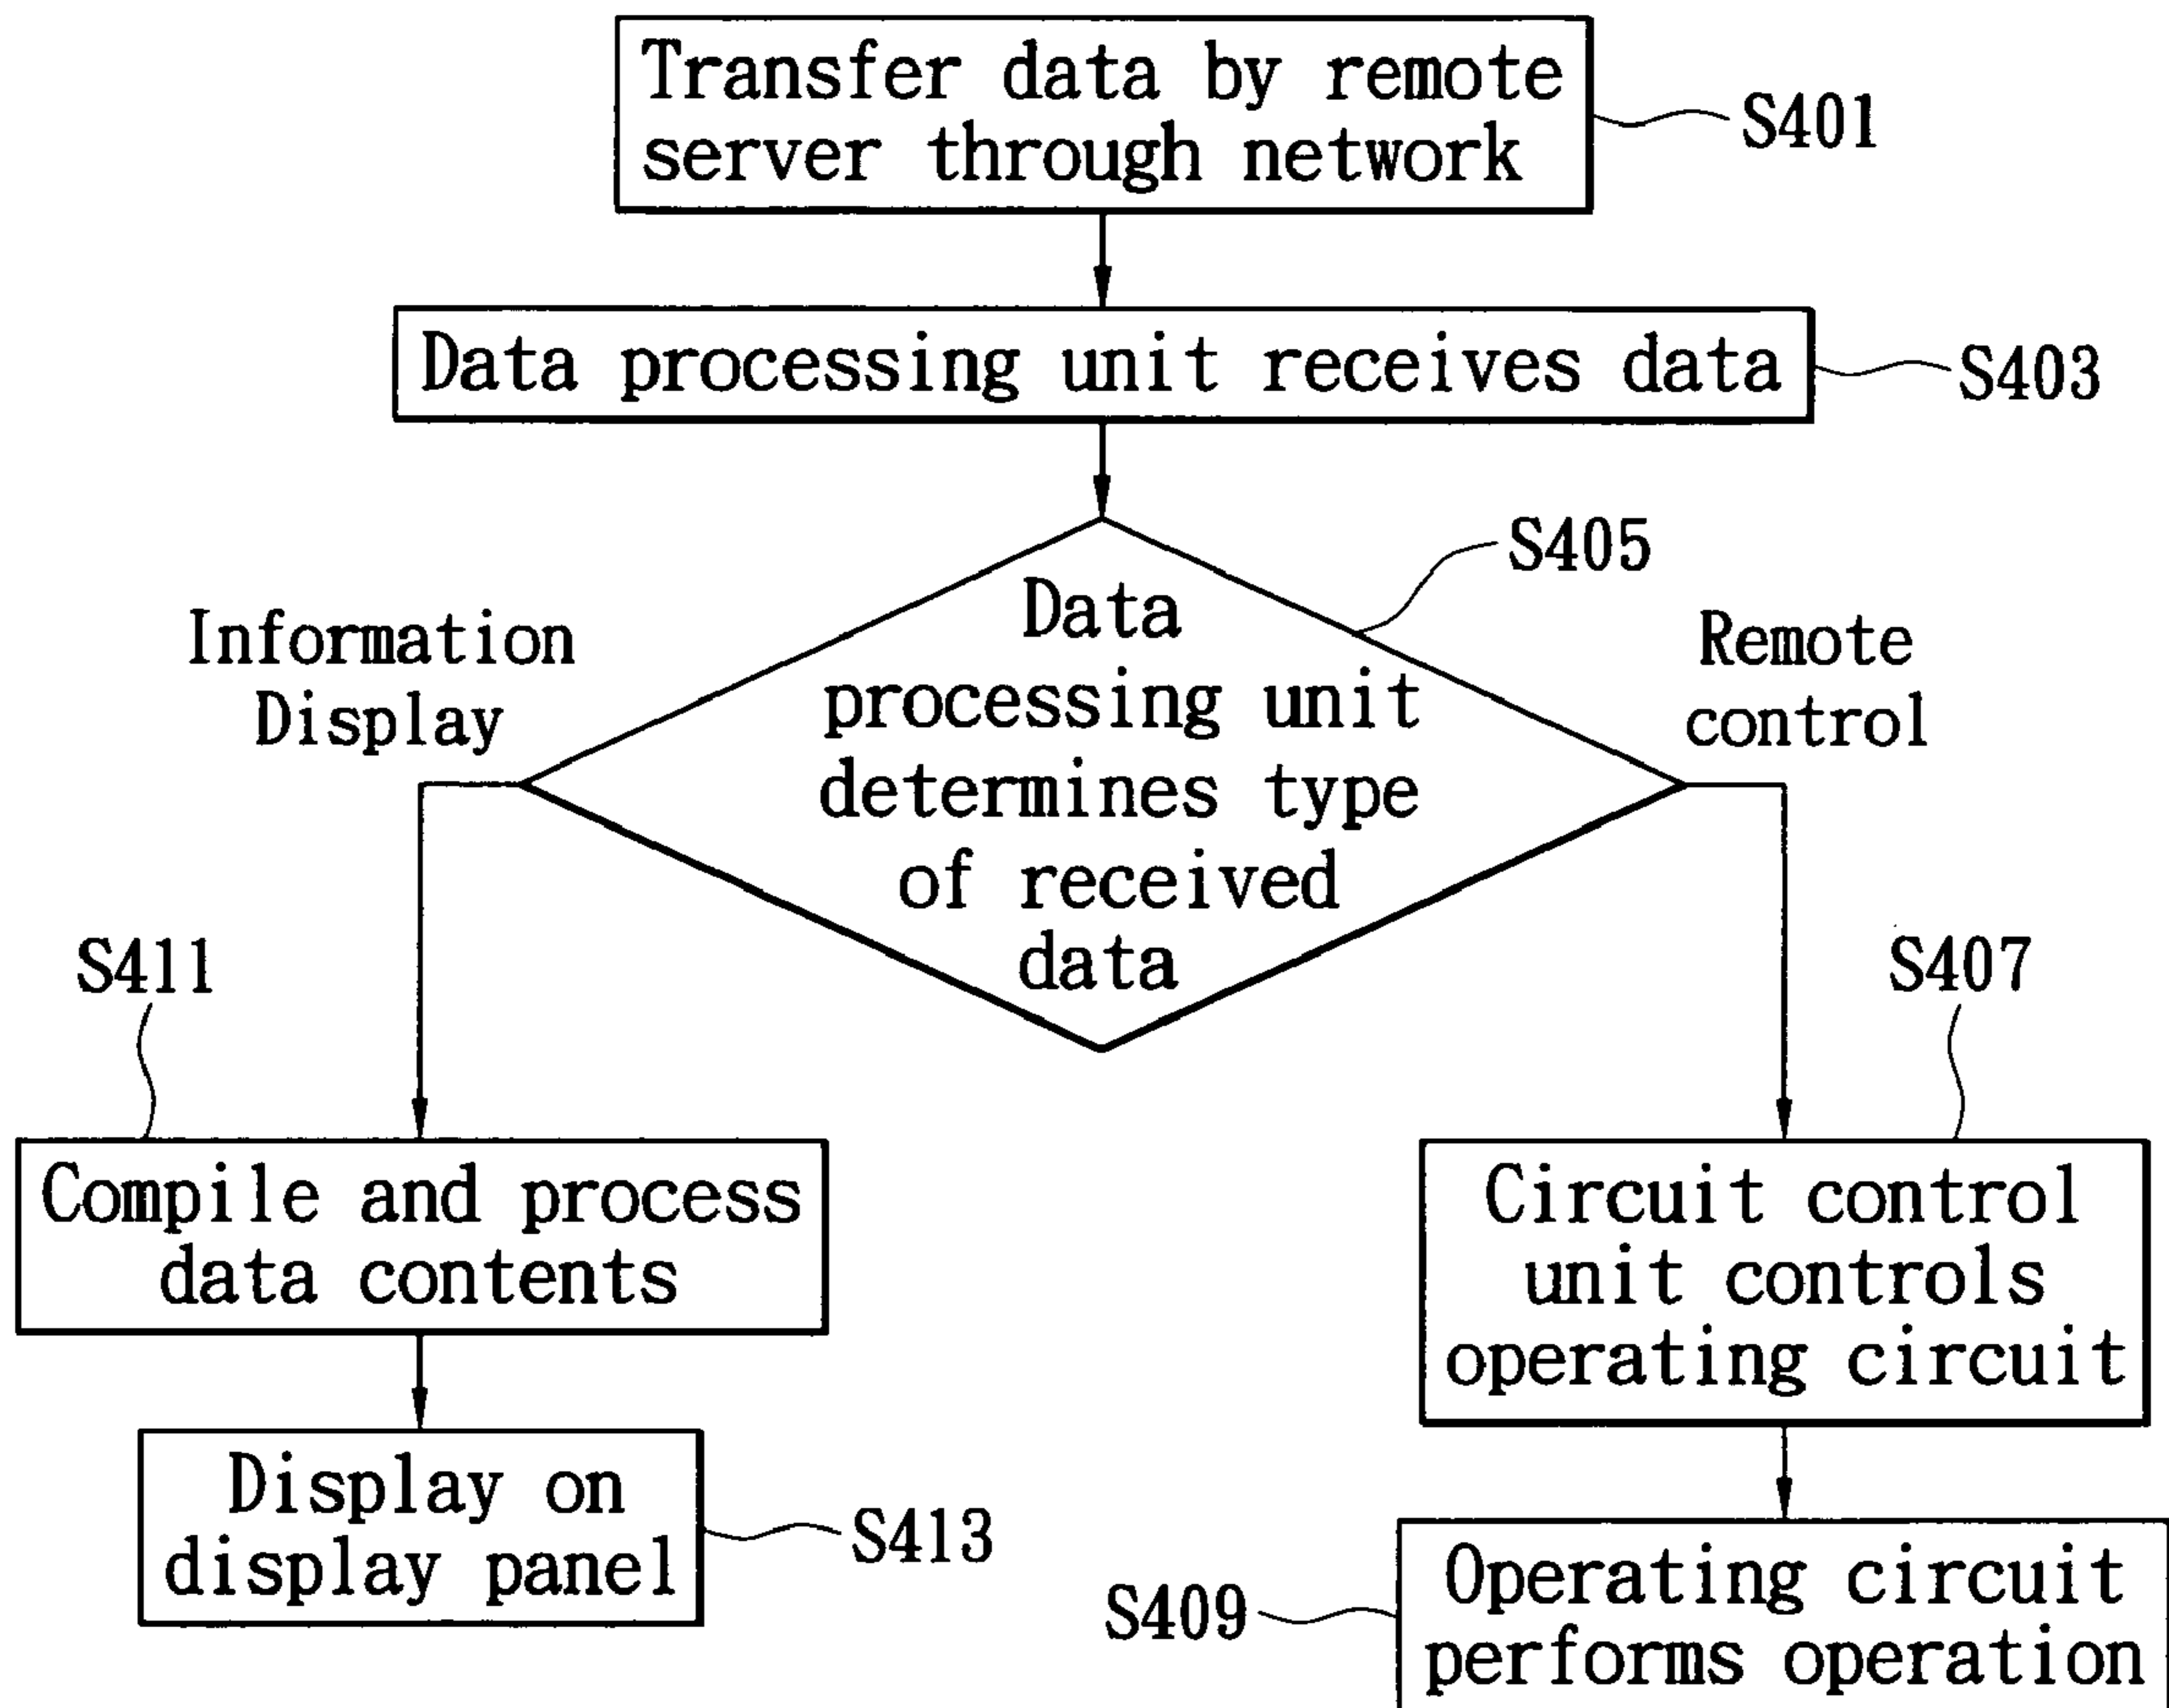 Transfer data by remote
server through network
S401
Data processing unit receives data
S403
S405
Data
processing unit
determines type
of received
data
Information
Display
Remote
control
S411
S407
Compile and process
data contents
Circuit control
unit controls
operating circuit
Display on
display panel
S413
S409
Operating circuit
performs operation